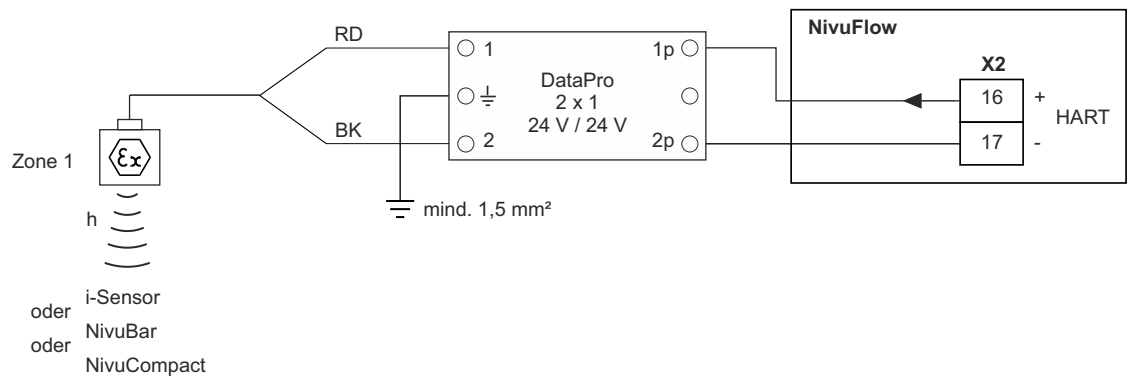 RD
NivuFlow
1
1p
X2
DataPro
2 x 1
24 V / 24 V
16
+
HART
BK
2
2p
17
-
Zone 1
Ex
mind. 1,5 mm²
h
i-Sensor
oder
NivuBar
oder
NivuCompact